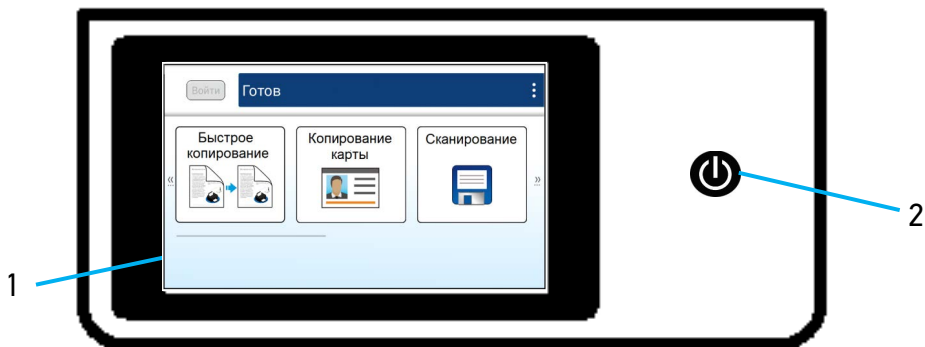 Войти
Готов
Быстрое
копирование
Копирование
карты
Сканирование
«
»
1
2